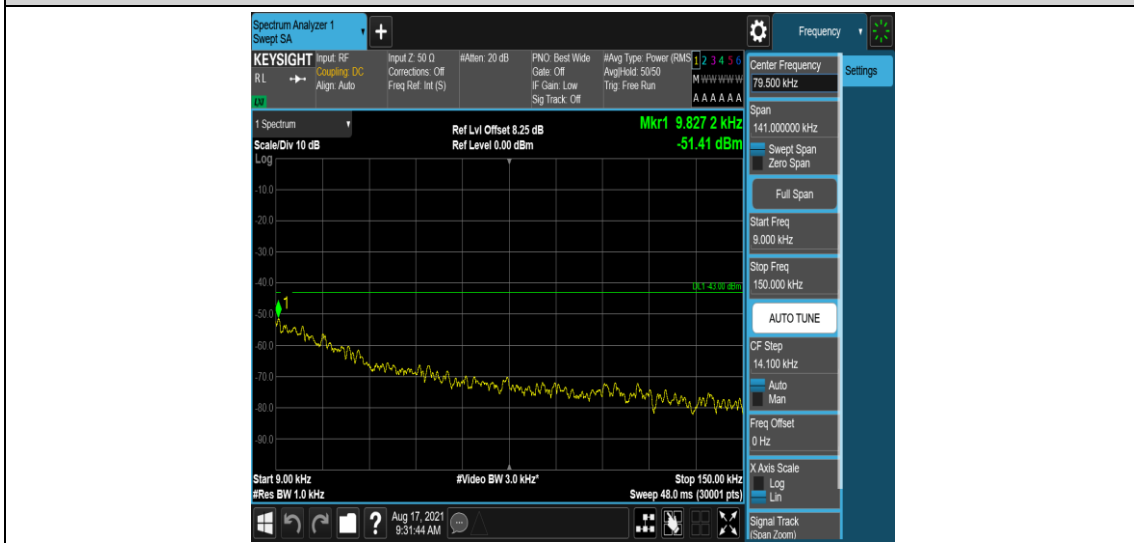 Spectrum Analyzer 1
Swept SA
Frequency
KEYSIGHT
RL
LXI
Input: RF
Coupling: DC
Align: Auto
Input Z: 50 Ω
Corrections: Off
Freq Ref: Int (S)
#Atten: 20 dB
PNO: Best Wide
Gate: Off
IF Gain: Low
Sig Track: Off
#Avg Type: Power (RMS
Avg|Hold: 50/50
Trig: Free Run
1 2 3 4 5 6
M W W W W W
A A A A A A
Center Frequency
79.500 kHz
Settings
Span
141.000000 kHz
Swept Span
Zero Span
Full Span
Start Freq
9.000 kHz
Stop Freq
150.000 kHz
AUTO TUNE
CF Step
14.100 kHz
Auto
Man
Freq Offset
0 Hz
X Axis Scale
Log
Lin
Signal Track
(Span Zoom)
1 Spectrum
Scale/Div 10 dB
Ref Lvl Offset 8.25 dB
Ref Level 0.00 dBm
Mkr1 9.827 2 kHz
-51.41 dBm
Log
-10.0
-20.0
-30.0
-40.0
DL1 -43.00 dBm
1
-50.0
-60.0
-70.0
-80.0
-90.0
Start 9.00 kHz
#Video BW 3.0 kHz*
Stop 150.00 kHz
#Res BW 1.0 kHz
Sweep 48.0 ms (30001 pts)
?
Aug 17, 2021
9:31:44 AM